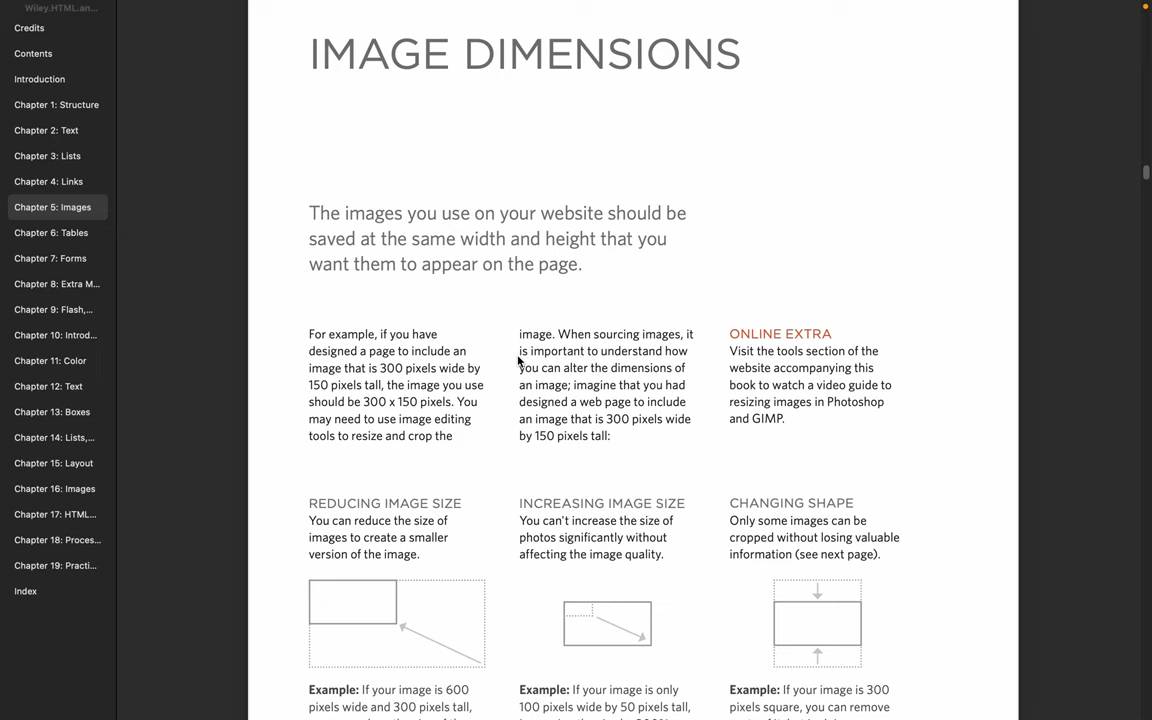 Wiley.HTML.an...
Credits
Contents
Introduction
Chapter 1: Structure
Chapter 2: Text
Chapter 3: Lists
Chapter 4: Links
Chapter 5: Images
Chapter 6: Tables
Chapter 7: Forms
Chapter 8: Extra M...
Chapter 9: Flash,...
Chapter 10: Introd...
Chapter 11: Color
Chapter 12: Text
Chapter 13: Boxes
Chapter 14: Lists,...
Chapter 15: Layout
Chapter 16: Images
Chapter 17: HTML...
Chapter 18: Proces...
Chapter 19: Practi...
Index
IMAGE DIMENSIONS
The images you use on your website should be
saved at the same width and height that you
want them to appear on the page.
For example, if you have
designed a page to include an
image that is 300 pixels wide by
150 pixels tall, the image you use
should be 300 x 150 pixels. You
may need to use image editing
tools to resize and crop the
image. When sourcing images, it
is important to understand how
you can alter the dimensions of
an image; imagine that you had
designed a web page to include
an image that is 300 pixels wide
by 150 pixels tall:
ONLINE EXTRA
Visit the tools section of the
website accompanying this
book to watch a video guide to
resizing images in Photoshop
and GIMP.
REDUCING IMAGE SIZE
You can reduce the size of
images to create a smaller
version of the image.
Example: If your image is 600
pixels wide and 300 pixels tall,
INCREASING IMAGE SIZE
You can't increase the size of
photos significantly without
affecting the image quality.
Example: If your image is only
100 pixels wide by 50 pixels tall,
CHANGING SHAPE
Only some images can be
cropped without losing valuable
information (see next page).
Example: If your image is 300
pixels square, you can remove